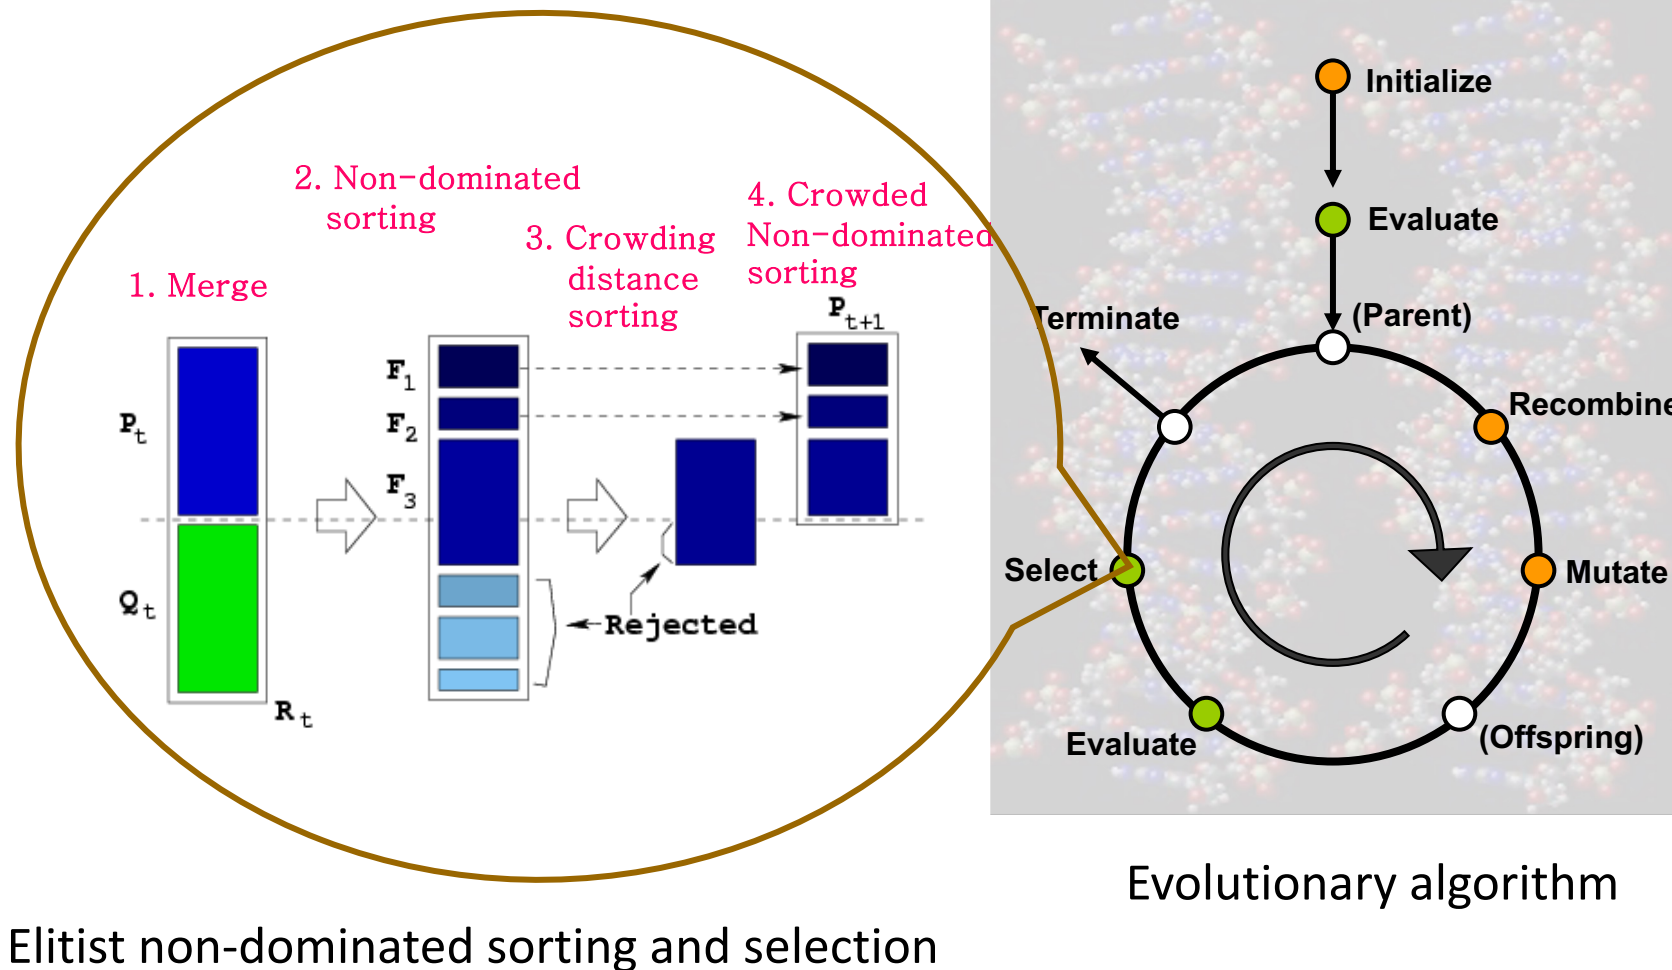 2. Non-dominated
sorting
4. Crowded
Non-dominated
sorting
3. Crowding
distance
sorting
1. Merge
P t+1
F 1
F 2
F 3
P t
Q t
R t
Rejected
Initialize
Evaluate
(Parent)
Terminate
Recombine
Select
Mutate
Evaluate
(Offspring)
Evolutionary algorithm
Elitist non-dominated sorting and selection